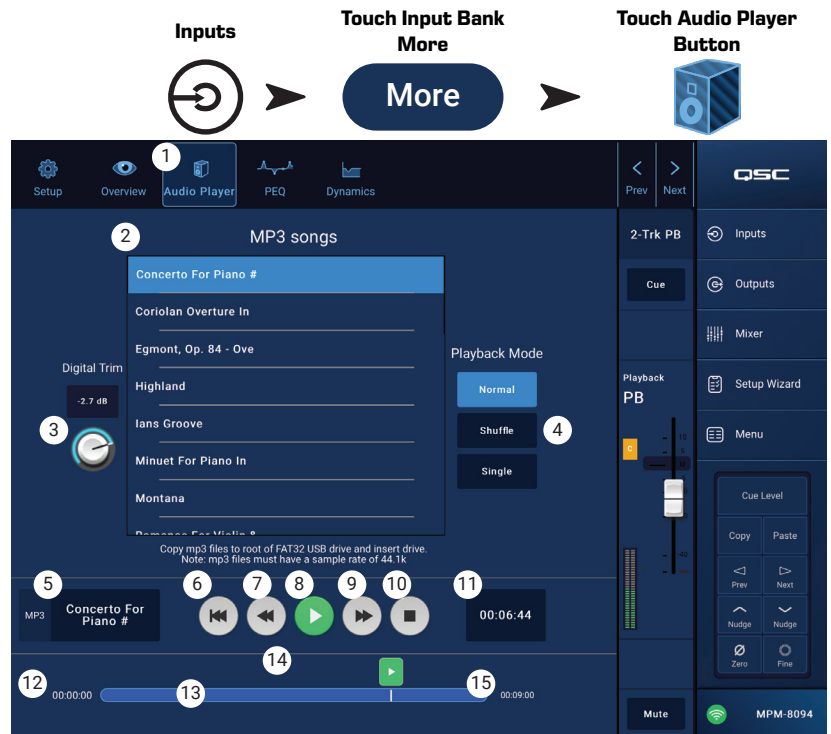 Inputs
Touch Input Bank
More
Touch Audio Player
Button
More
1
Setup
Overview
Audio Player
PEQ
Dynamics
Prev
Next
QSC
2
MP3 songs
Concerto For Piano #
Coriolan Overture In
Egmont, Op. 84 - Ove
Highland
Ians Groove
Minuet For Piano In
Montana
Romance For Violin &
Digital Trim
-2.7 dB
3
Playback Mode
Normal
Shuffle
4
Single
Copy mp3 files to root of FAT32 USB drive and insert drive.
Note: mp3 files must have a sample rate of 44.1k
5
6
7
8
9
10
11
MP3
Concerto For
Piano #
00:06:44
14
12
00:00:00
13
15
00:09:00
2-Trk PB
Cue
Playback
PB
C
10
5
-40
Mute
Inputs
Outputs
Mixer
Setup Wizard
Menu
Cue Level
Copy
Paste
Prev
Next
Nudge
Nudge
Zero
Fine
MPM-8094